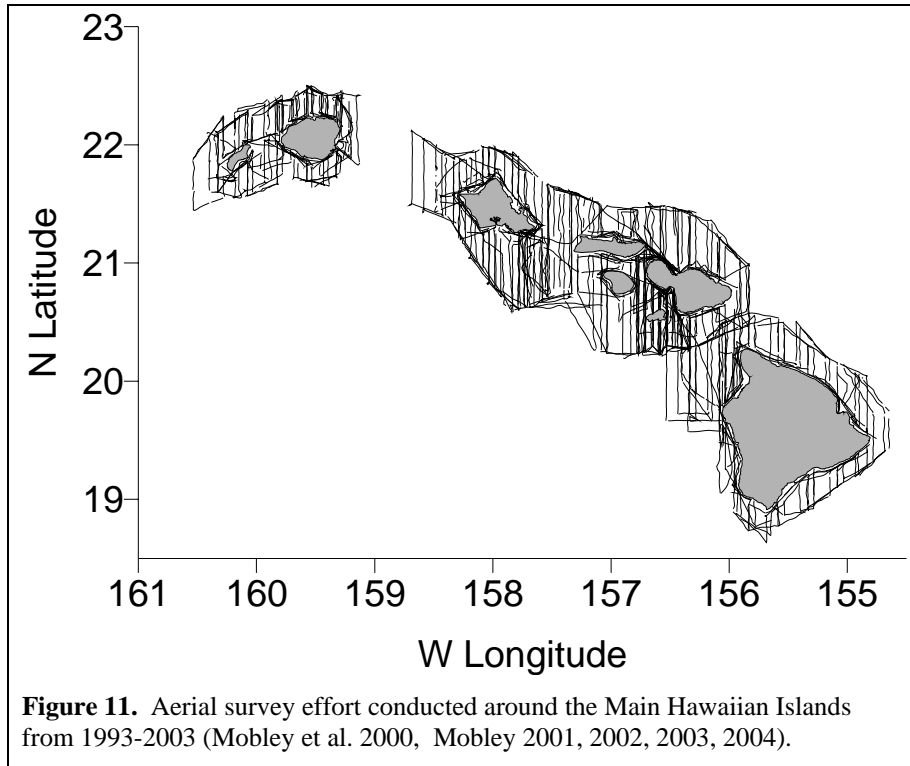 23
22
21
20
19
N Latitude
161 160 159 158 157 156 155
W Longitude
Figure 11. Aerial survey effort conducted around the Main Hawaiian Islands
from 1993-2003 (Mobley et al. 2000, Mobley 2001, 2002, 2003, 2004).